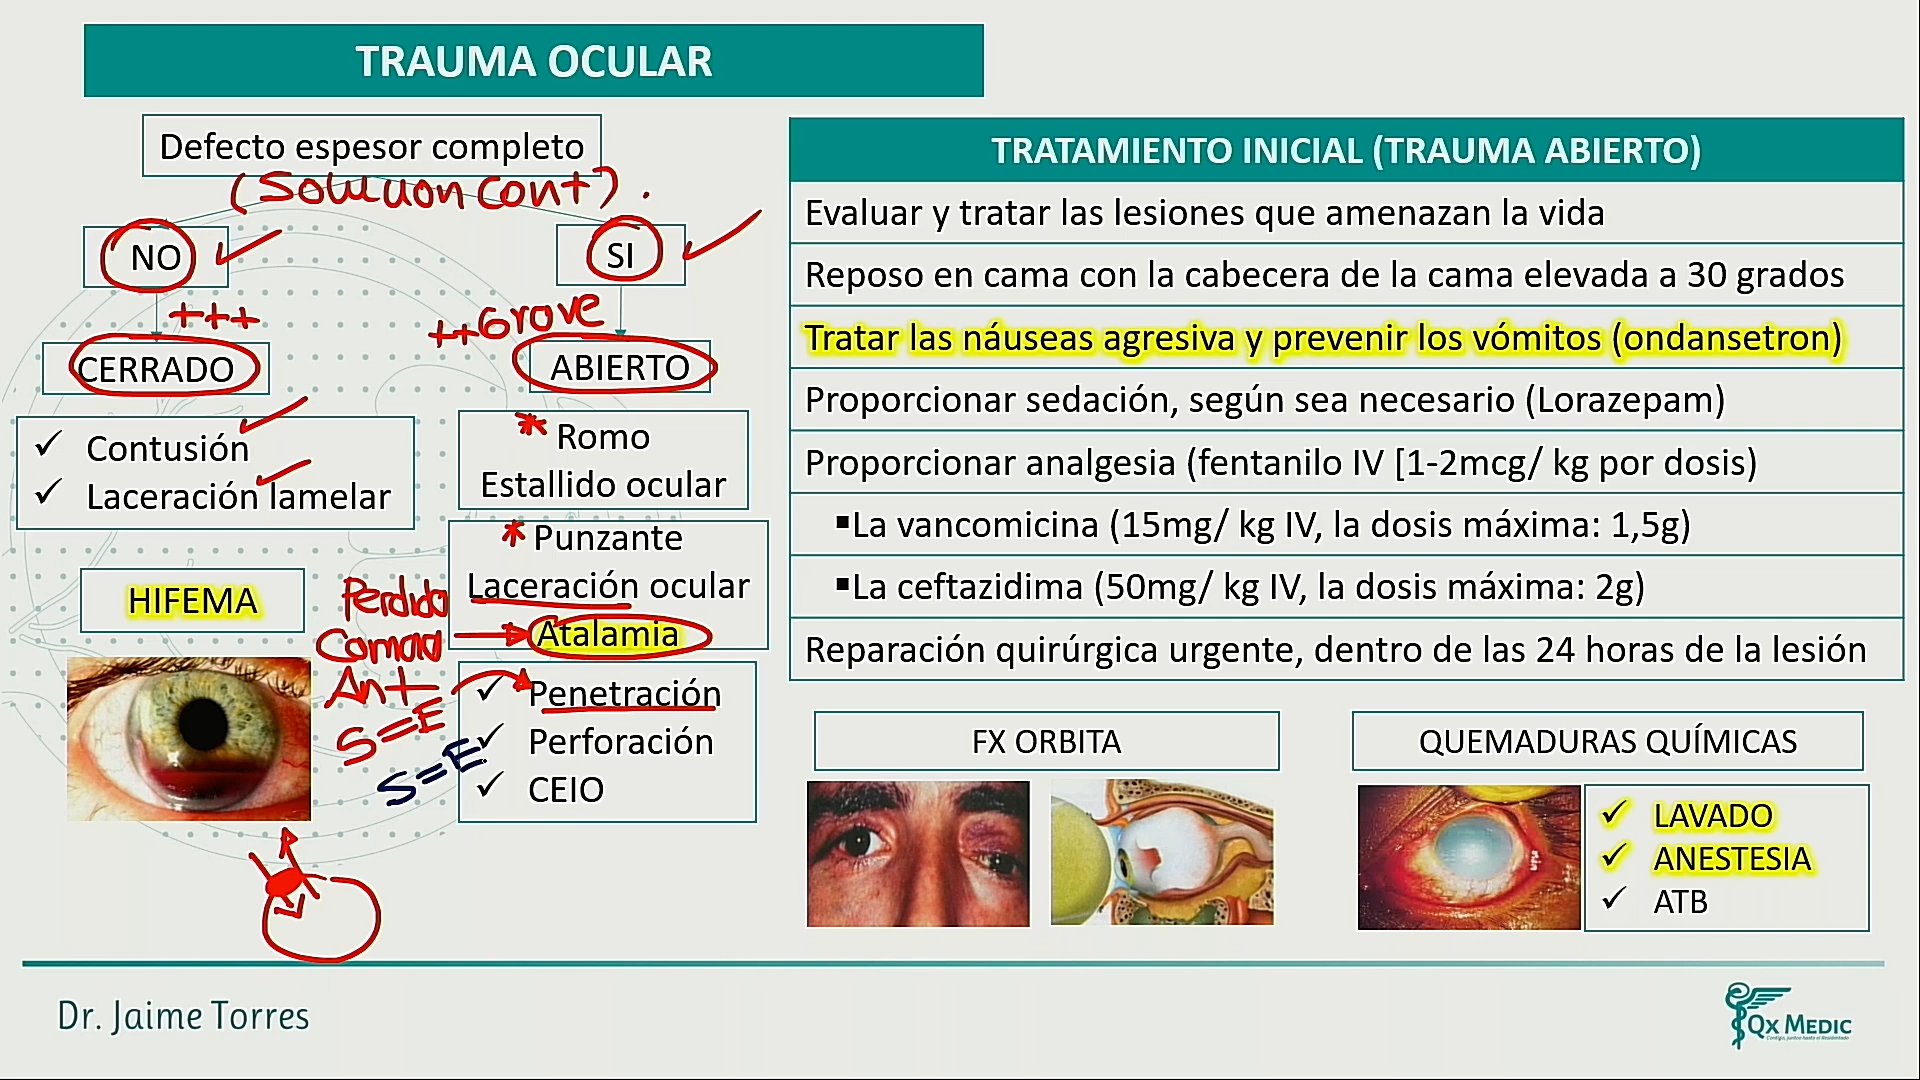 TRAUMA OCULAR
Defecto espesor completo
(Solucion Cont).
NO
SI
+++
++Grave
CERRADO
ABIERTO
✓ Contusión
✓ Laceración lamelar
* Romo
Estallido ocular
* Punzante
Laceración ocular
Atalamia
HIFEMA
Perdida
Camara
Ant
S=E
S=E
✓ Penetración
✓ Perforación
✓ CEIO
TRATAMIENTO INICIAL (TRAUMA ABIERTO)
Evaluar y tratar las lesiones que amenazan la vida
Reposo en cama con la cabecera de la cama elevada a 30 grados
Tratar las náuseas agresiva y prevenir los vómitos (ondansetron)
Proporcionar sedación, según sea necesario (Lorazepam)
Proporcionar analgesia (fentanilo IV [1-2mcg/ kg por dosis)
▪La vancomicina (15mg/ kg IV, la dosis máxima: 1,5g)
▪La ceftazidima (50mg/ kg IV, la dosis máxima: 2g)
Reparación quirúrgica urgente, dentro de las 24 horas de la lesión
FX ORBITA
QUEMADURAS QUÍMICAS
✓ LAVADO
✓ ANESTESIA
✓ ATB
Dr. Jaime Torres
QX MEDIC